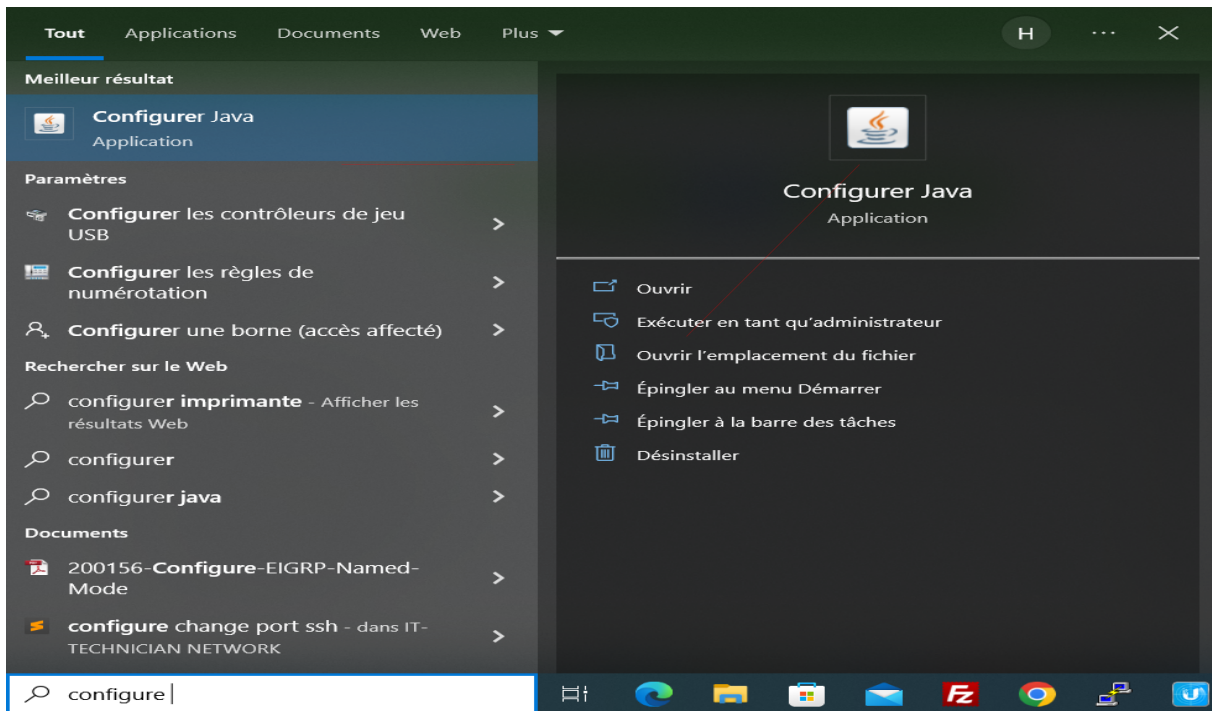 Tout Applications Documents Web Plus H ...
Meilleur résultat
Configurer Java
Application
Paramètres
Configurer les contrôleurs de jeu
USB
Configurer les règles de
numérotation
Configurer une borne (accès affecté)
Rechercher sur le Web
configurer imprimante - Afficher les
résultats Web
configurer
configurer java
Documents
200156-Configure-EIGRP-Named-
Mode
configure change port ssh - dans IT-
TECHNICIAN NETWORK
configure
Configurer Java
Application
Ouvrir
Exécuter en tant qu'administrateur
Ouvrir l'emplacement du fichier
Épingler au menu Démarrer
Épingler à la barre des tâches
Désinstaller
Fz
U